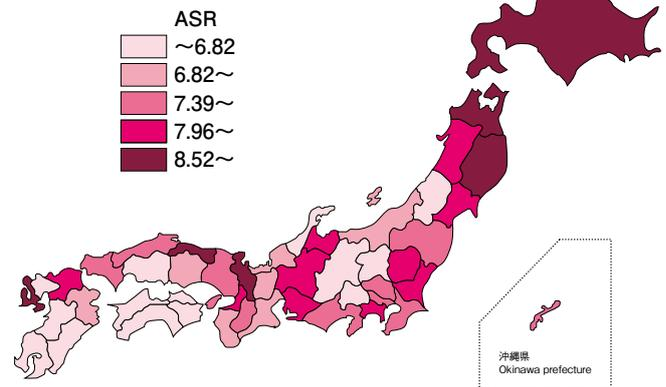 ASR
～6.82
6.82～
7.39～
7.96～
8.52～
沖縄県
Okinawa prefecture